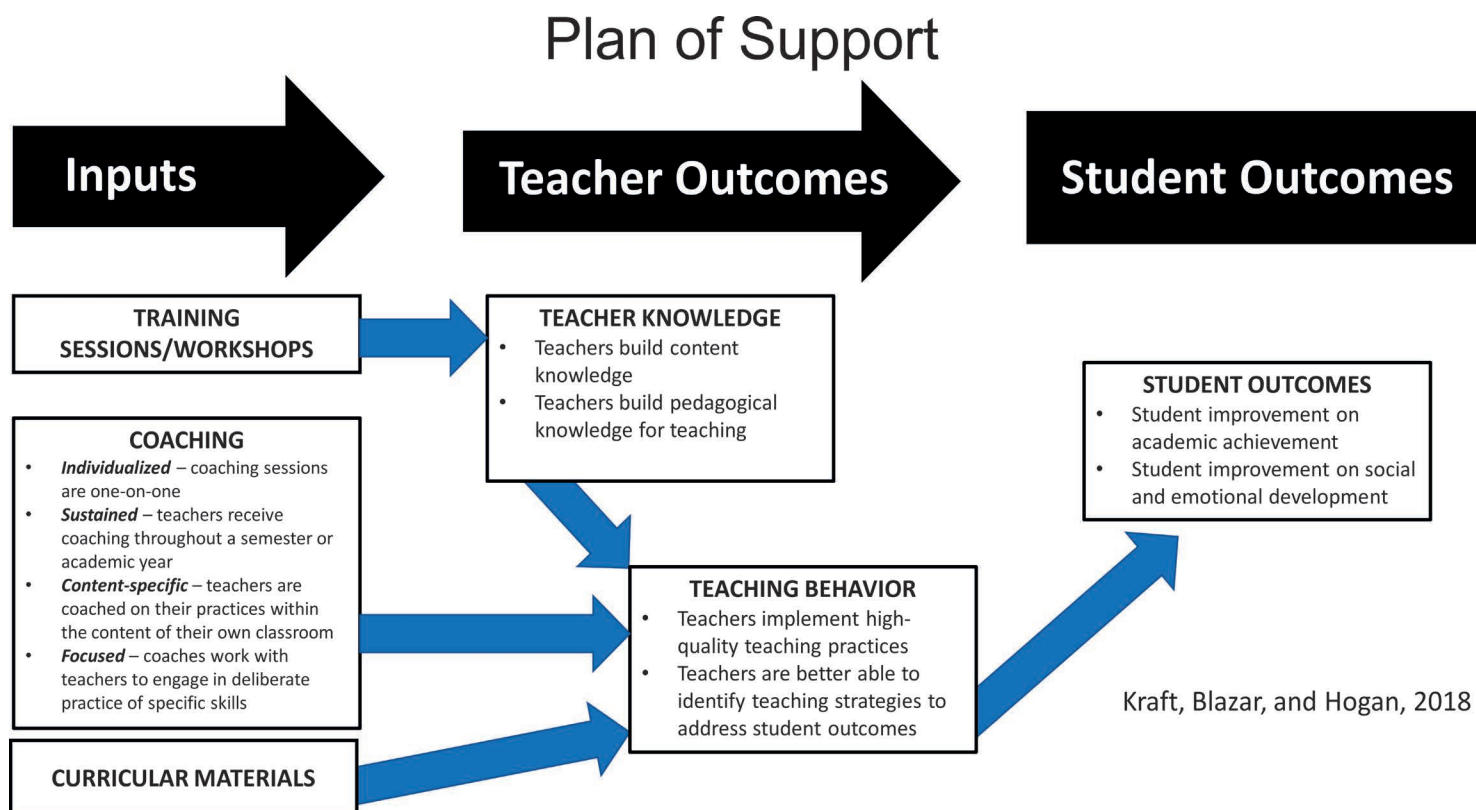 Plan of Support
Inputs
Teacher Outcomes
Student Outcomes
TRAINING
SESSIONS/WORKSHOPS
COACHING
• Individualized – coaching sessions
are one-on-one
• Sustained – teachers receive
coaching throughout a semester or
academic year
• Content-specific – teachers are
coached on their practices within
the content of their own classroom
• Focused – coaches work with
teachers to engage in deliberate
practice of specific skills
CURRICULAR MATERIALS
TEACHER KNOWLEDGE
• Teachers build content
knowledge
• Teachers build pedagogical
knowledge for teaching
TEACHING BEHAVIOR
• Teachers implement high-
quality teaching practices
• Teachers are better able to
identify teaching strategies to
address student outcomes
STUDENT OUTCOMES
• Student improvement on
academic achievement
• Student improvement on social
and emotional development
Kraft, Blazar, and Hogan, 2018